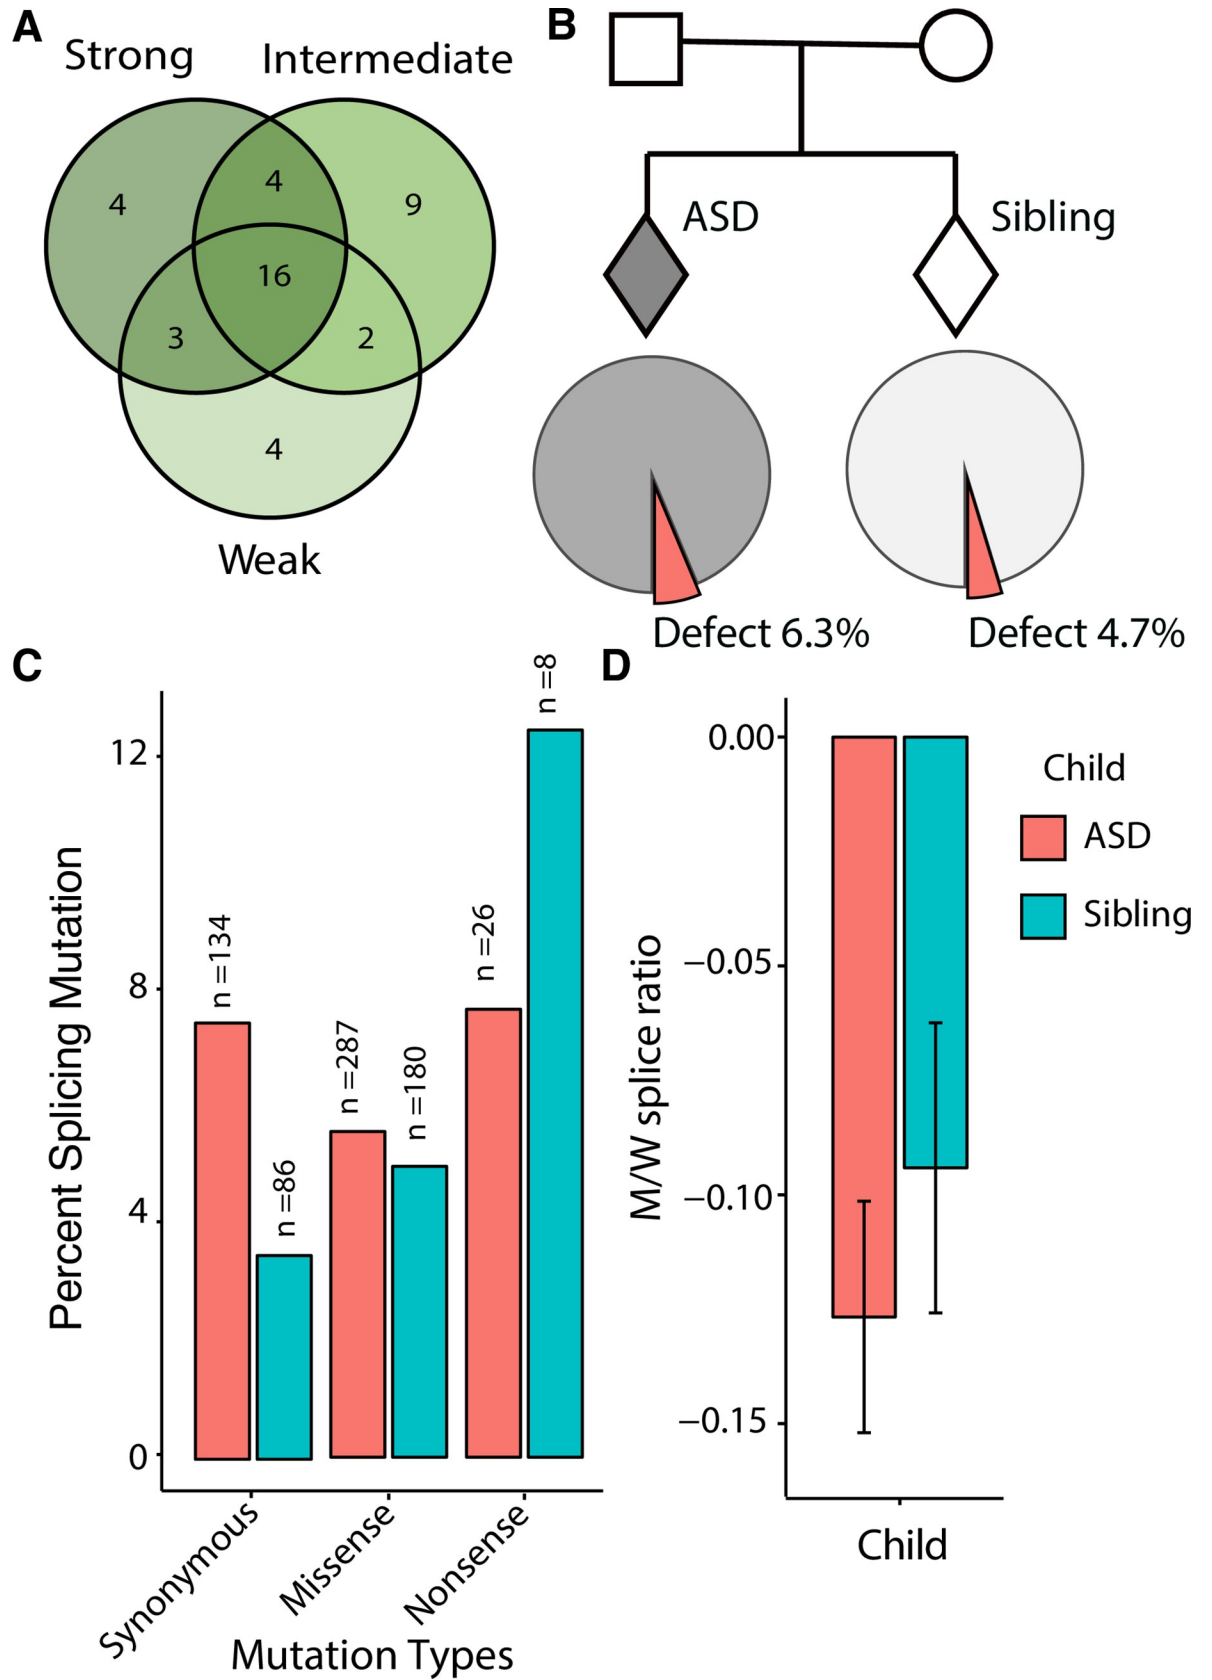 A
Strong
Intermediate
4
4
9
16
3
2
4
Weak
B
ASD
Sibling
Defect 6.3%
Defect 4.7%
C
Percent Splicing Mutation
12
8
4
0
n =134
n =86
n =287
n =180
n =26
n =8
Synonymous
Missense
Nonsense
Mutation Types
D
M/W splice ratio
0.00
−0.05
−0.10
−0.15
Child
Child
ASD
Sibling